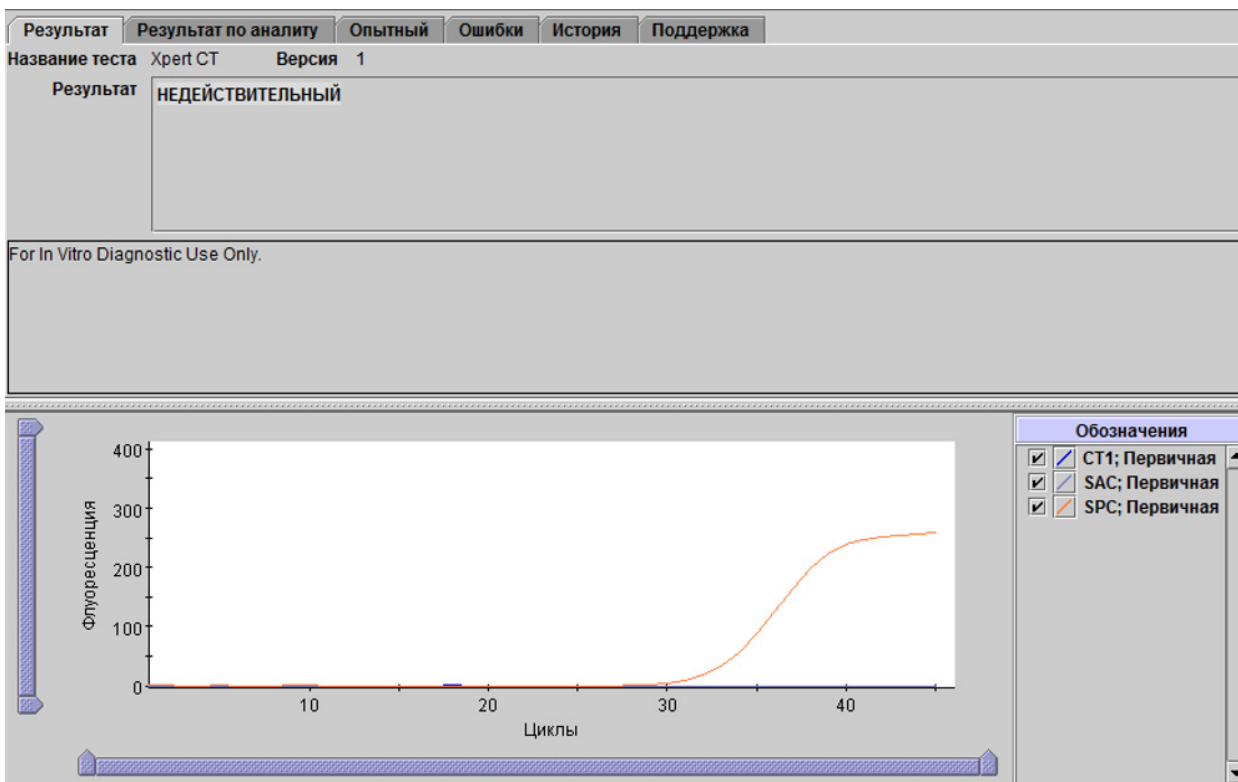 Результат Результат по аналиту Опытный Ошибки История Поддержка
Название теста Xpert CT Версия 1
Результат НЕДЕЙСТВИТЕЛЬНЫЙ
For In Vitro Diagnostic Use Only.
Обозначения
CT1; Первичная
SAC; Первичная
SPC; Первичная
Флуоресценция
400
300
200
100
0
10 20 30 40
Циклы